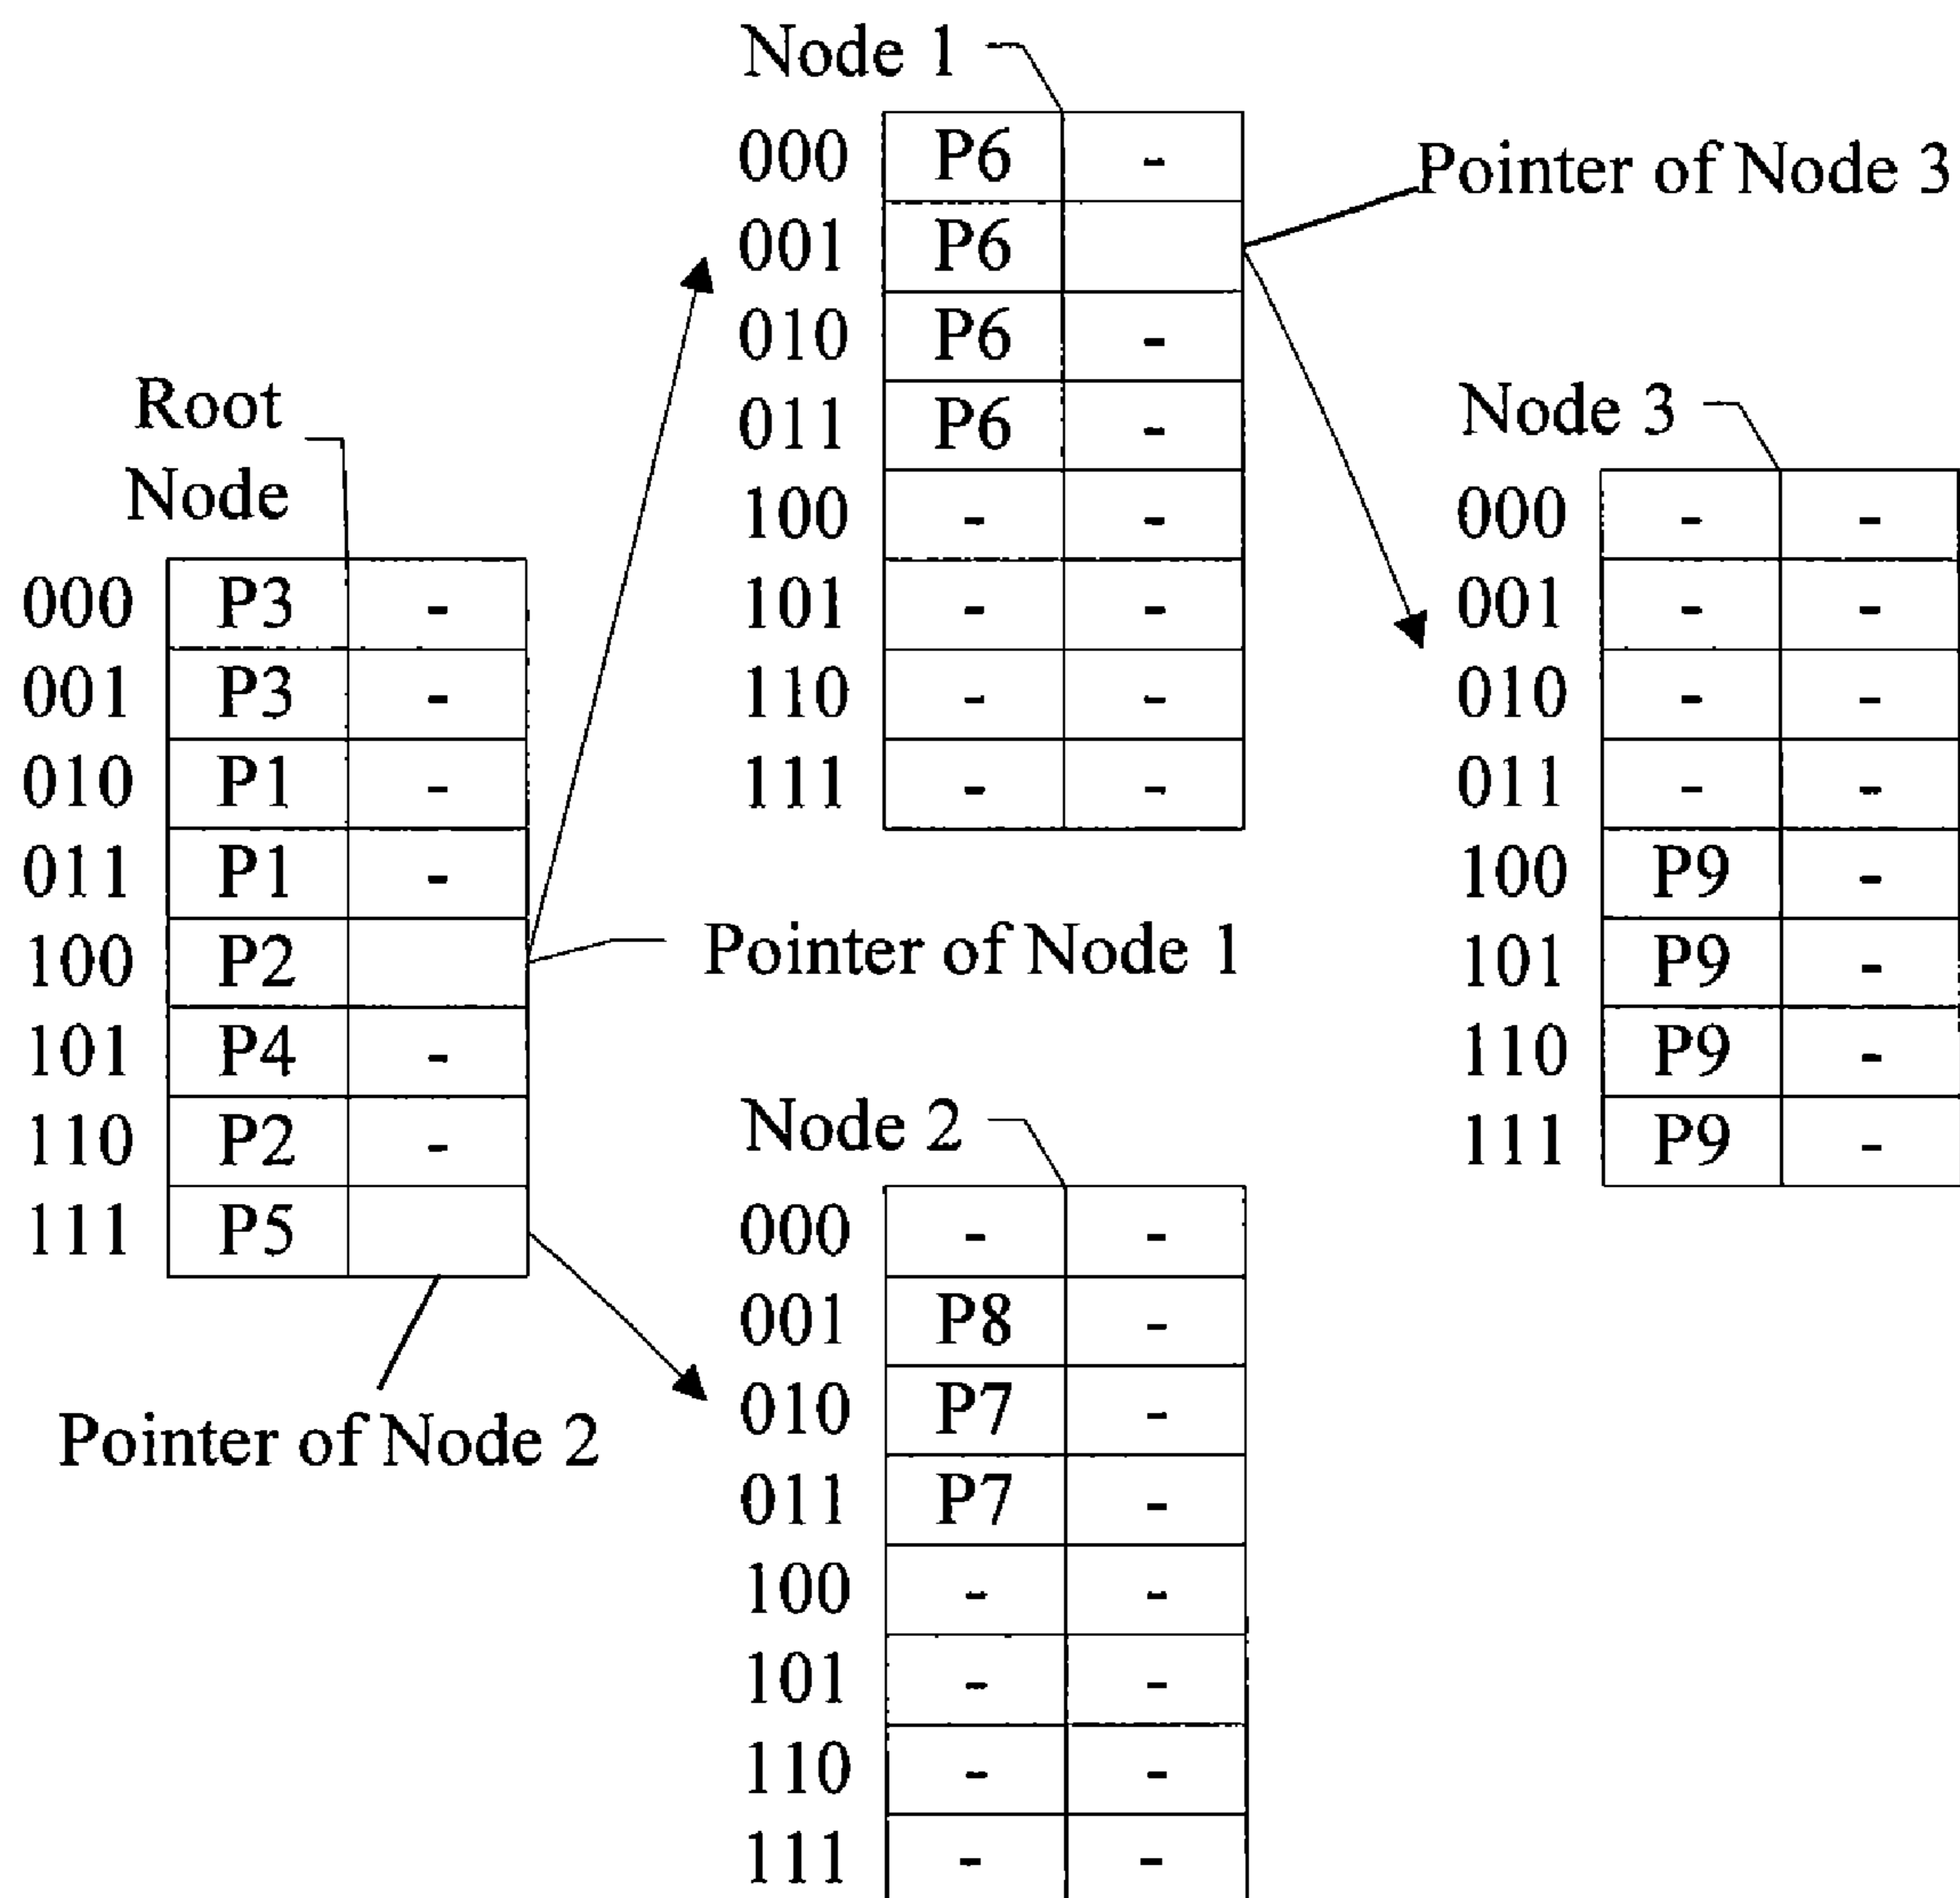 Root
Node
000 P3 -
001 P3 -
010 P1 -
011 P1 -
100 P2
101 P4 -
110 P2 -
111 P5
Pointer of Node 2
Pointer of Node 1
Node 1
000 P6 -
001 P6
010 P6 -
011 P6 -
100 - -
101 - -
110 - -
111 - -
Pointer of Node 3
Node 2
000 - -
001 P8 -
010 P7 -
011 P7 -
100 - -
101 - -
110 - -
111 - -
Node 3
000 - -
001 - -
010 - -
011 - -
100 P9 -
101 P9 -
110 P9 -
111 P9 -